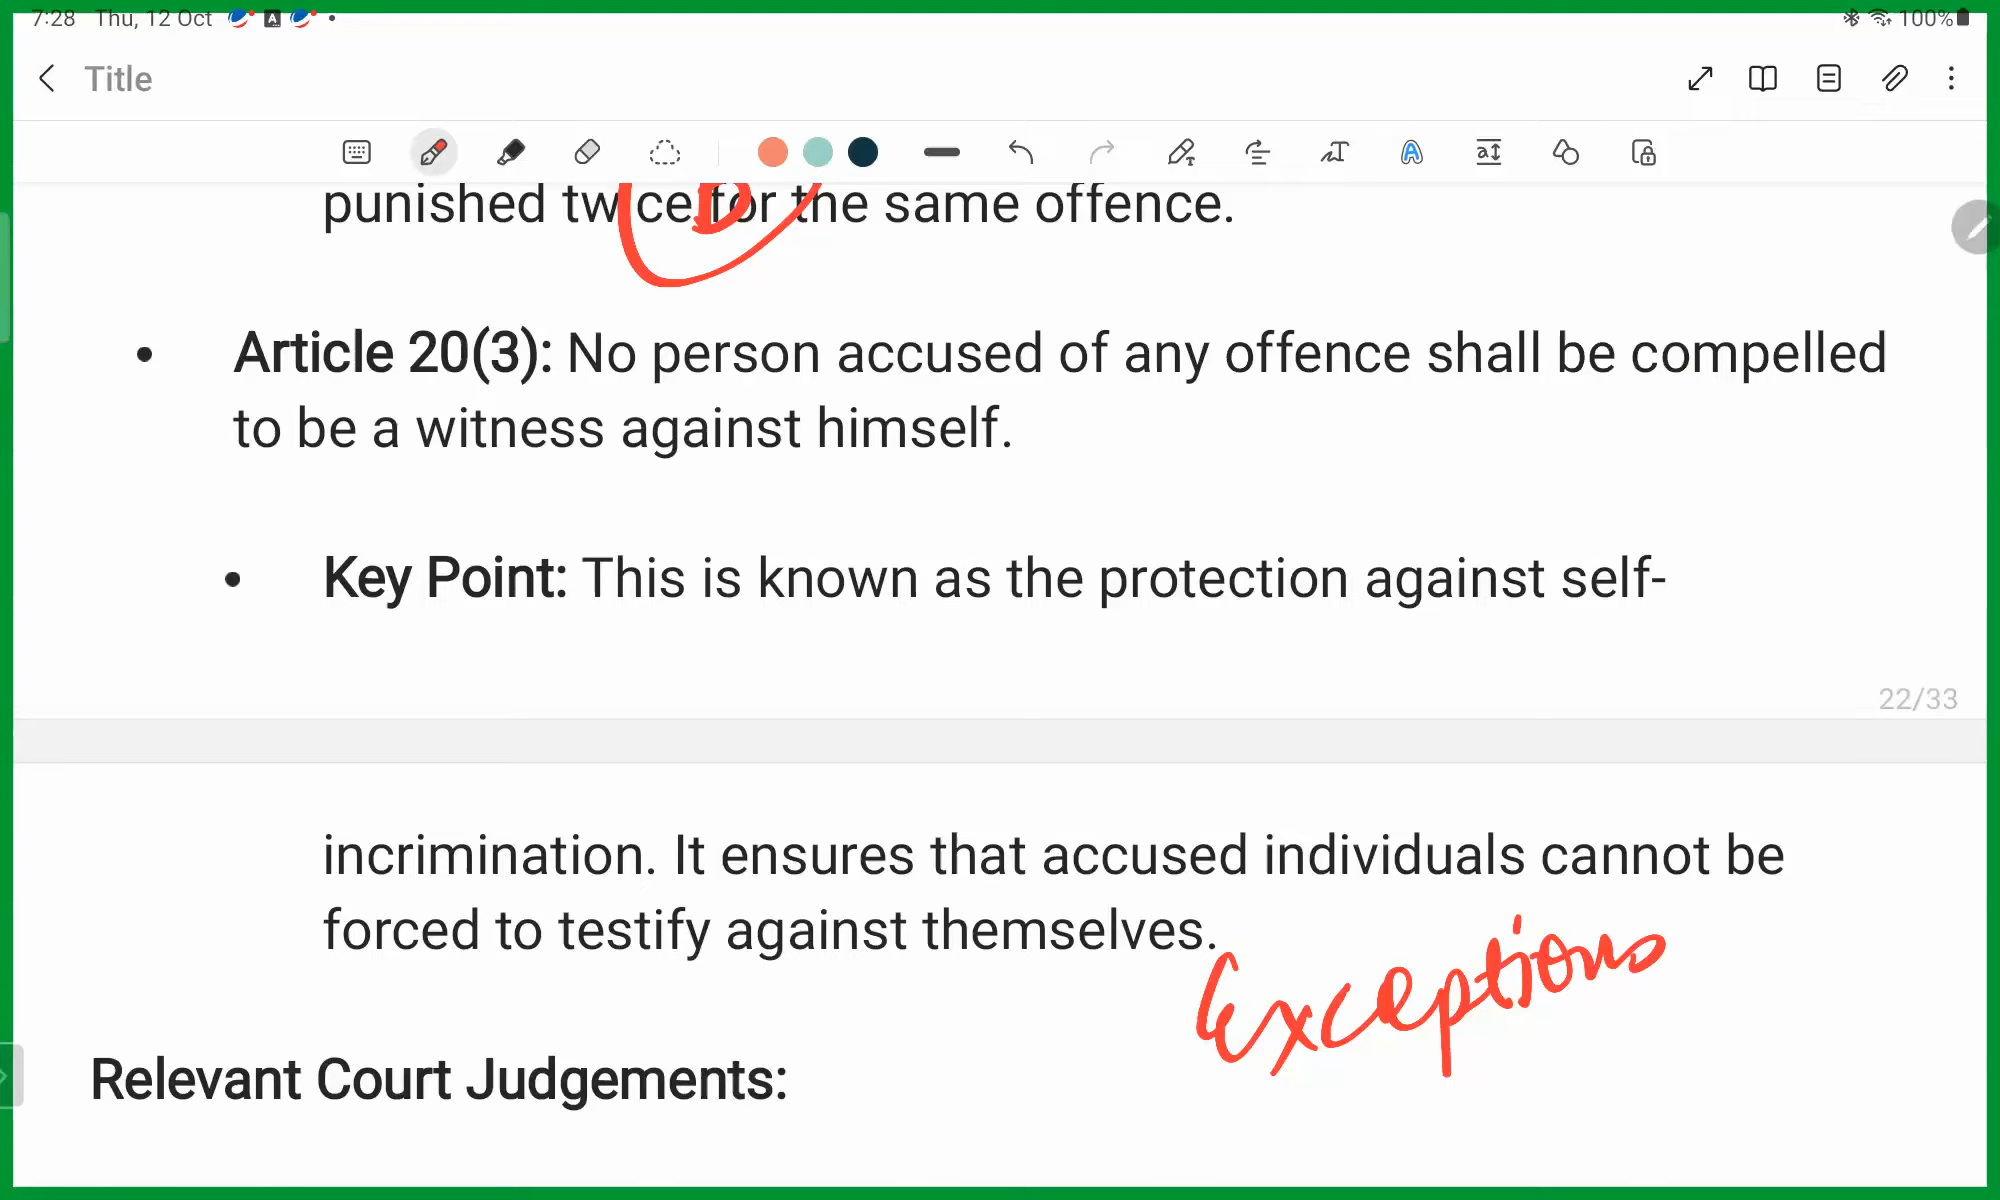 7:28 Thu, 12 Oct
100%
Title
punished twice for the same offence.
• Article 20(3): No person accused of any offence shall be compelled
to be a witness against himself.
• Key Point: This is known as the protection against self-
22/33
incrimination. It ensures that accused individuals cannot be
forced to testify against themselves.
Exceptions
Relevant Court Judgements: